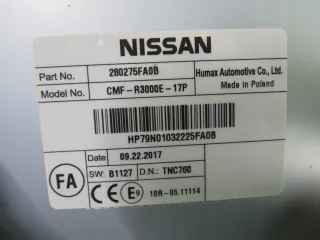 NISSAN
Part No. 280275FA0B Humax Automotive Co., Ltd.
Model No. CMF-R3000E-17P Made in Poland
HP79N01032225FA0B
FA Date 09.22.2017
SW: B1127 D.N.: TNC760
CE E9 10R-05.11114